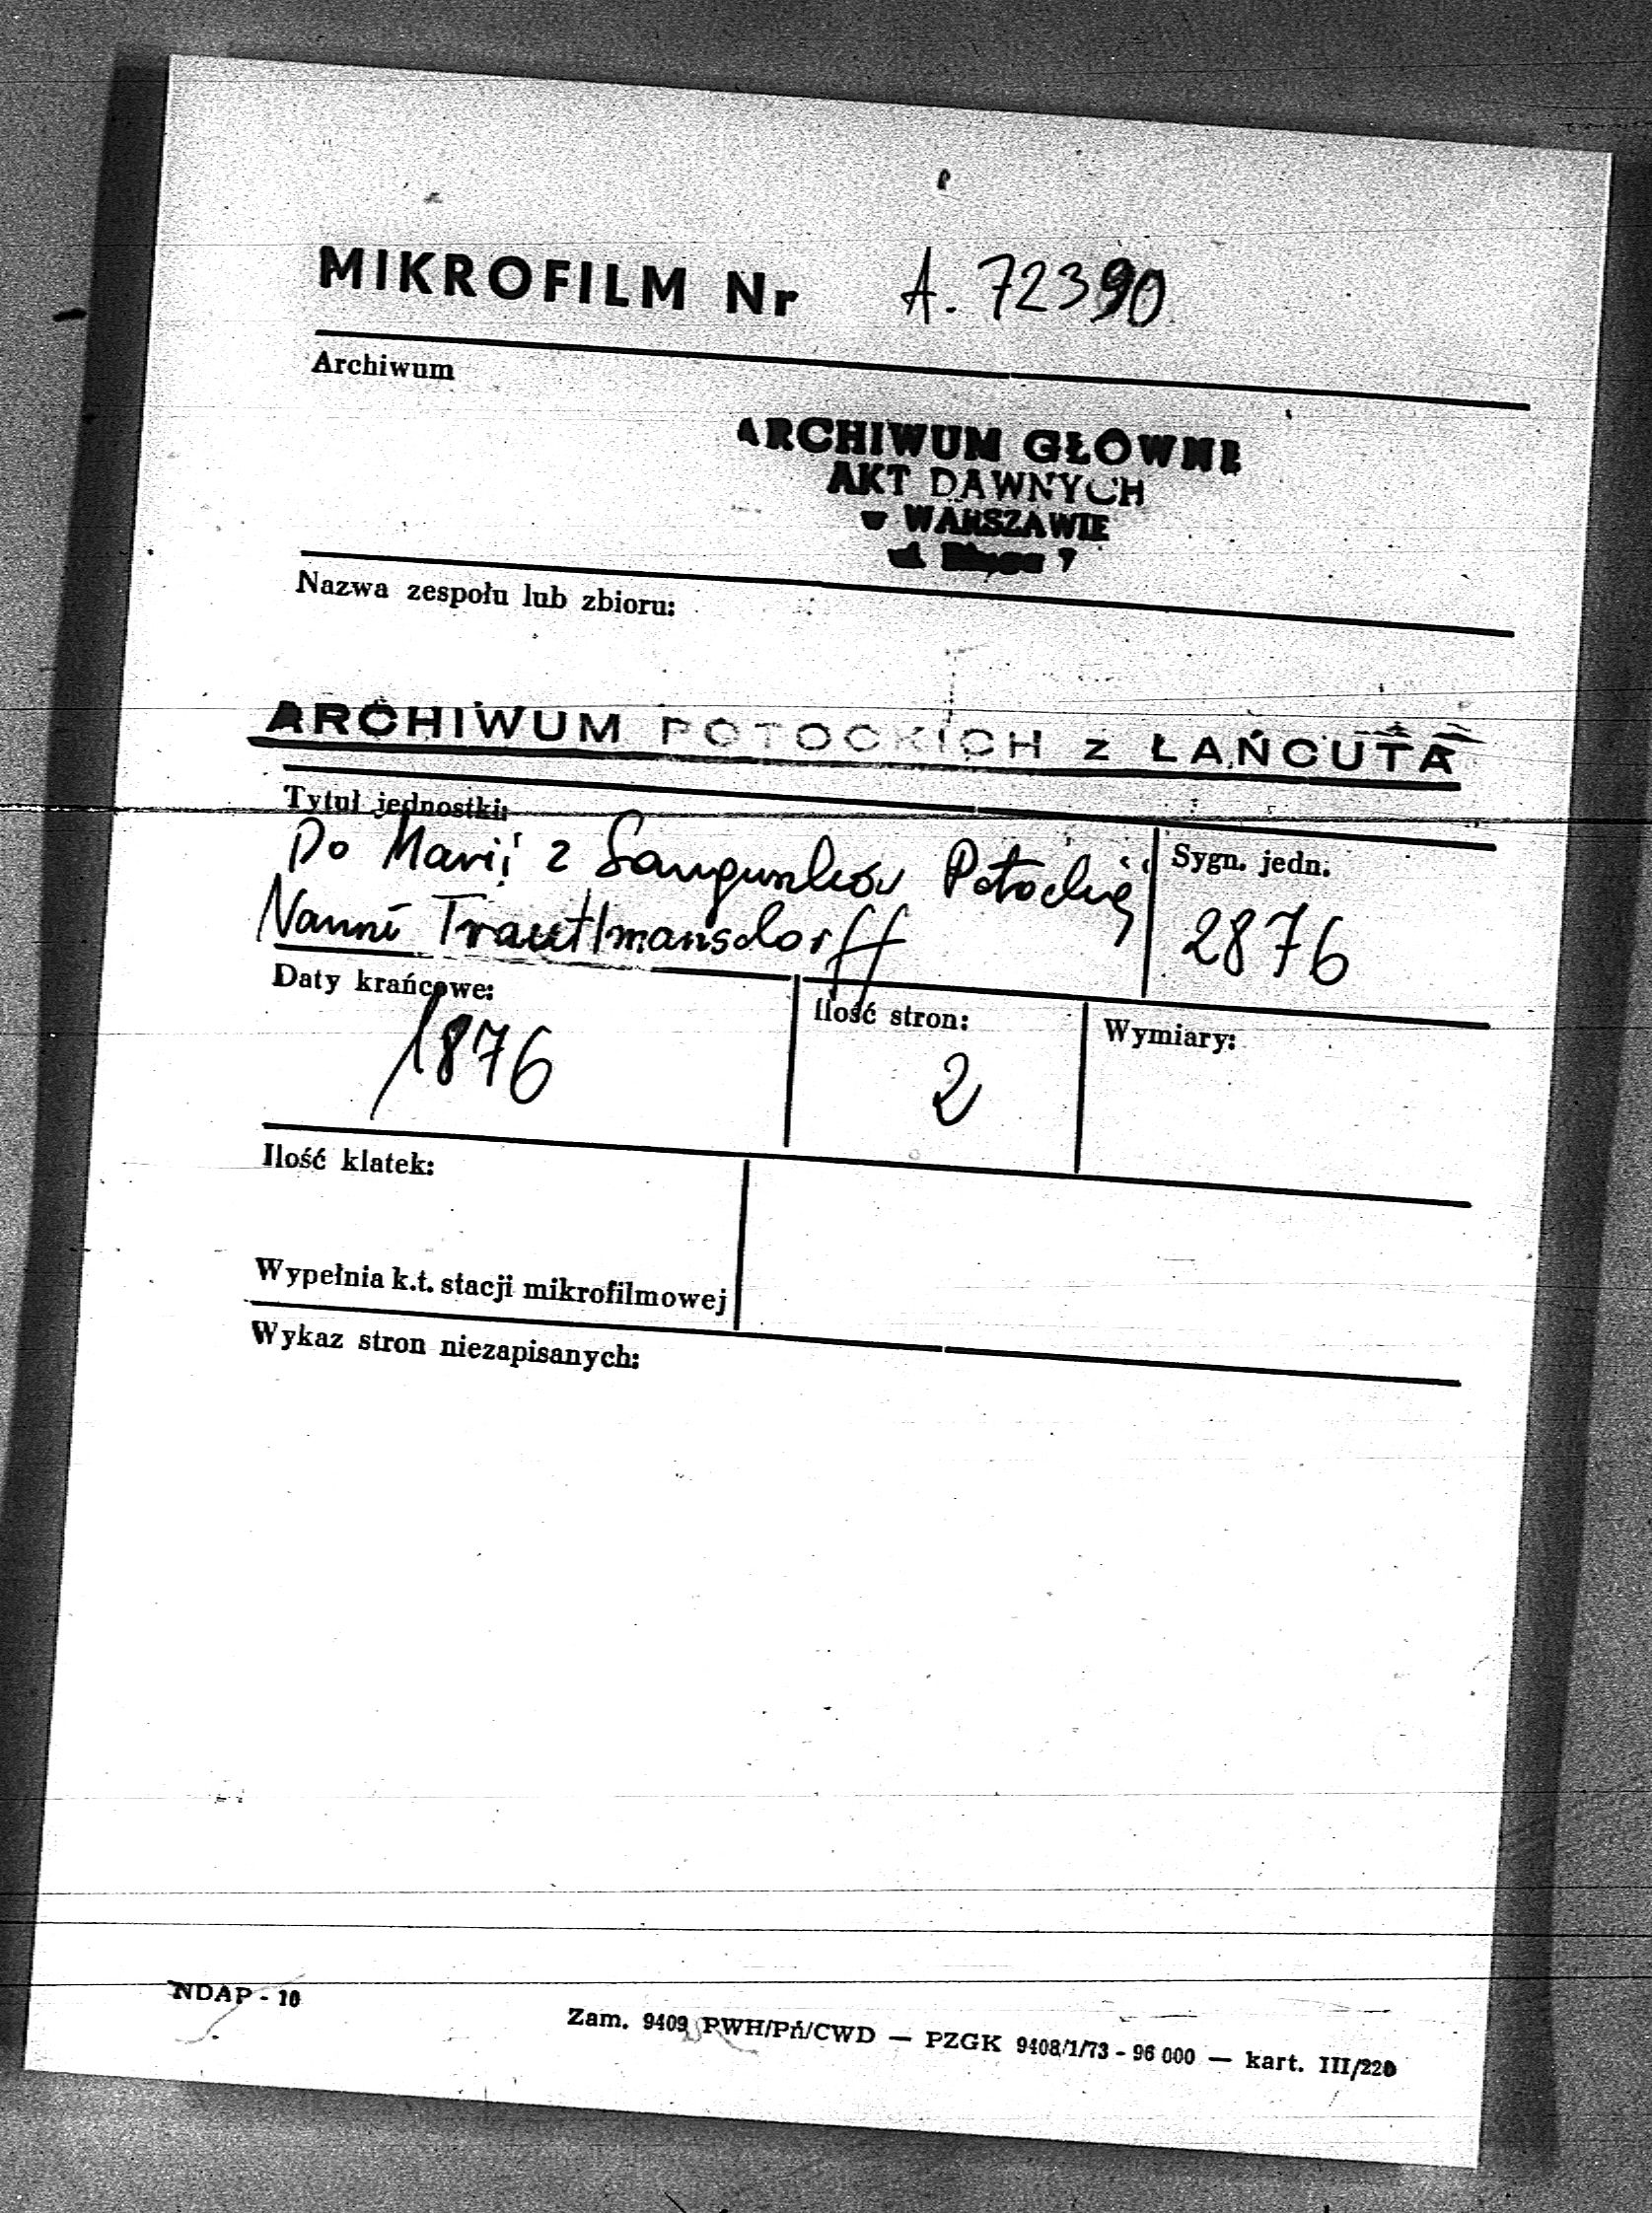 MIKROFILM Nr A. 72390
Archiwum
ARCHIWUM GŁÓWNE
AKT DAWNYCH
w WARSZAWIE
ul. Długa 7
Nazwa zespołu lub zbioru:
ARCHIWUM POTOCKICH z ŁAŃCUTA
Tytuł jednostki:
Do Marii z Sanguszków Potockiej
Nanni Trauttmansdorff
Sygn. jedn.
2876
Daty krańcowe:
1876
Ilość stron:
2
Wymiary:
Ilość klatek:
Wypełnia k.t. stacji mikrofilmowej
Wykaz stron niezapisanych:
NDAP - 10
Zam. 9409 PWH/Pń/CWD — PZGK 9408/1/73 - 96 000 — kart. III/220